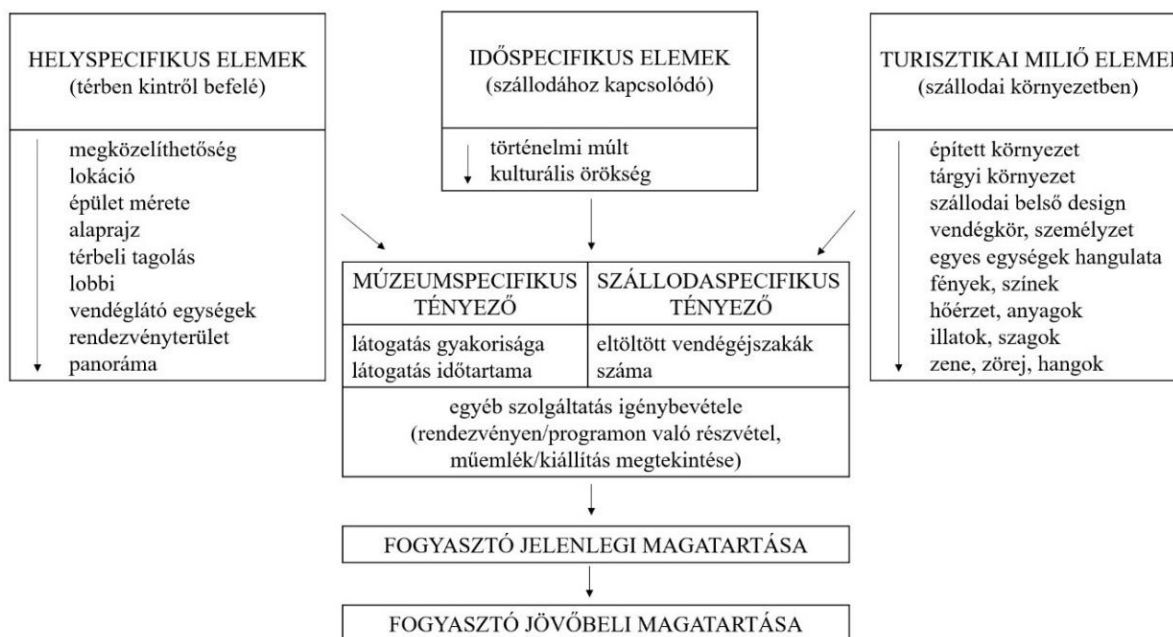 HELYSPECIFIKUS ELEMEK
(térben kintről befelé)
megközelíthetőség
lokáció
épület mérete
alaprajz
térbeli tagolás
lobbi
vendéglátó egységek
rendezvényterület
panoráma
IDŐSPECIFIKUS ELEMEK
(szállodához kapcsolódó)
történelmi múlt
kulturális örökség
TURISZTIKAI MILIŐ ELEMEI
(szállodai környezetben)
épített környezet
tárgyi környezet
szállodai belső design
vendégkör, személyzet
egyes egységek hangulata
fények, színek
hőérzet, anyagok
illatok, szagok
zene, zörej, hangok
MÚZEUMSPECIFIKUS
TÉNYEZŐ
látogatás gyakorisága
látogatás időtartama
SZÁLLODASPECIFIKUS
TÉNYEZŐ
eltöltött vendégéjszakák
száma
egyéb szolgáltatás igénybevétele
(rendezvényen/programon való részvétel,
műemlék/kiállítás megtekintése)
FOGYASZTÓ JELENLEGI MAGATARTÁSA
FOGYASZTÓ JÖVŐBELI MAGATARTÁSA